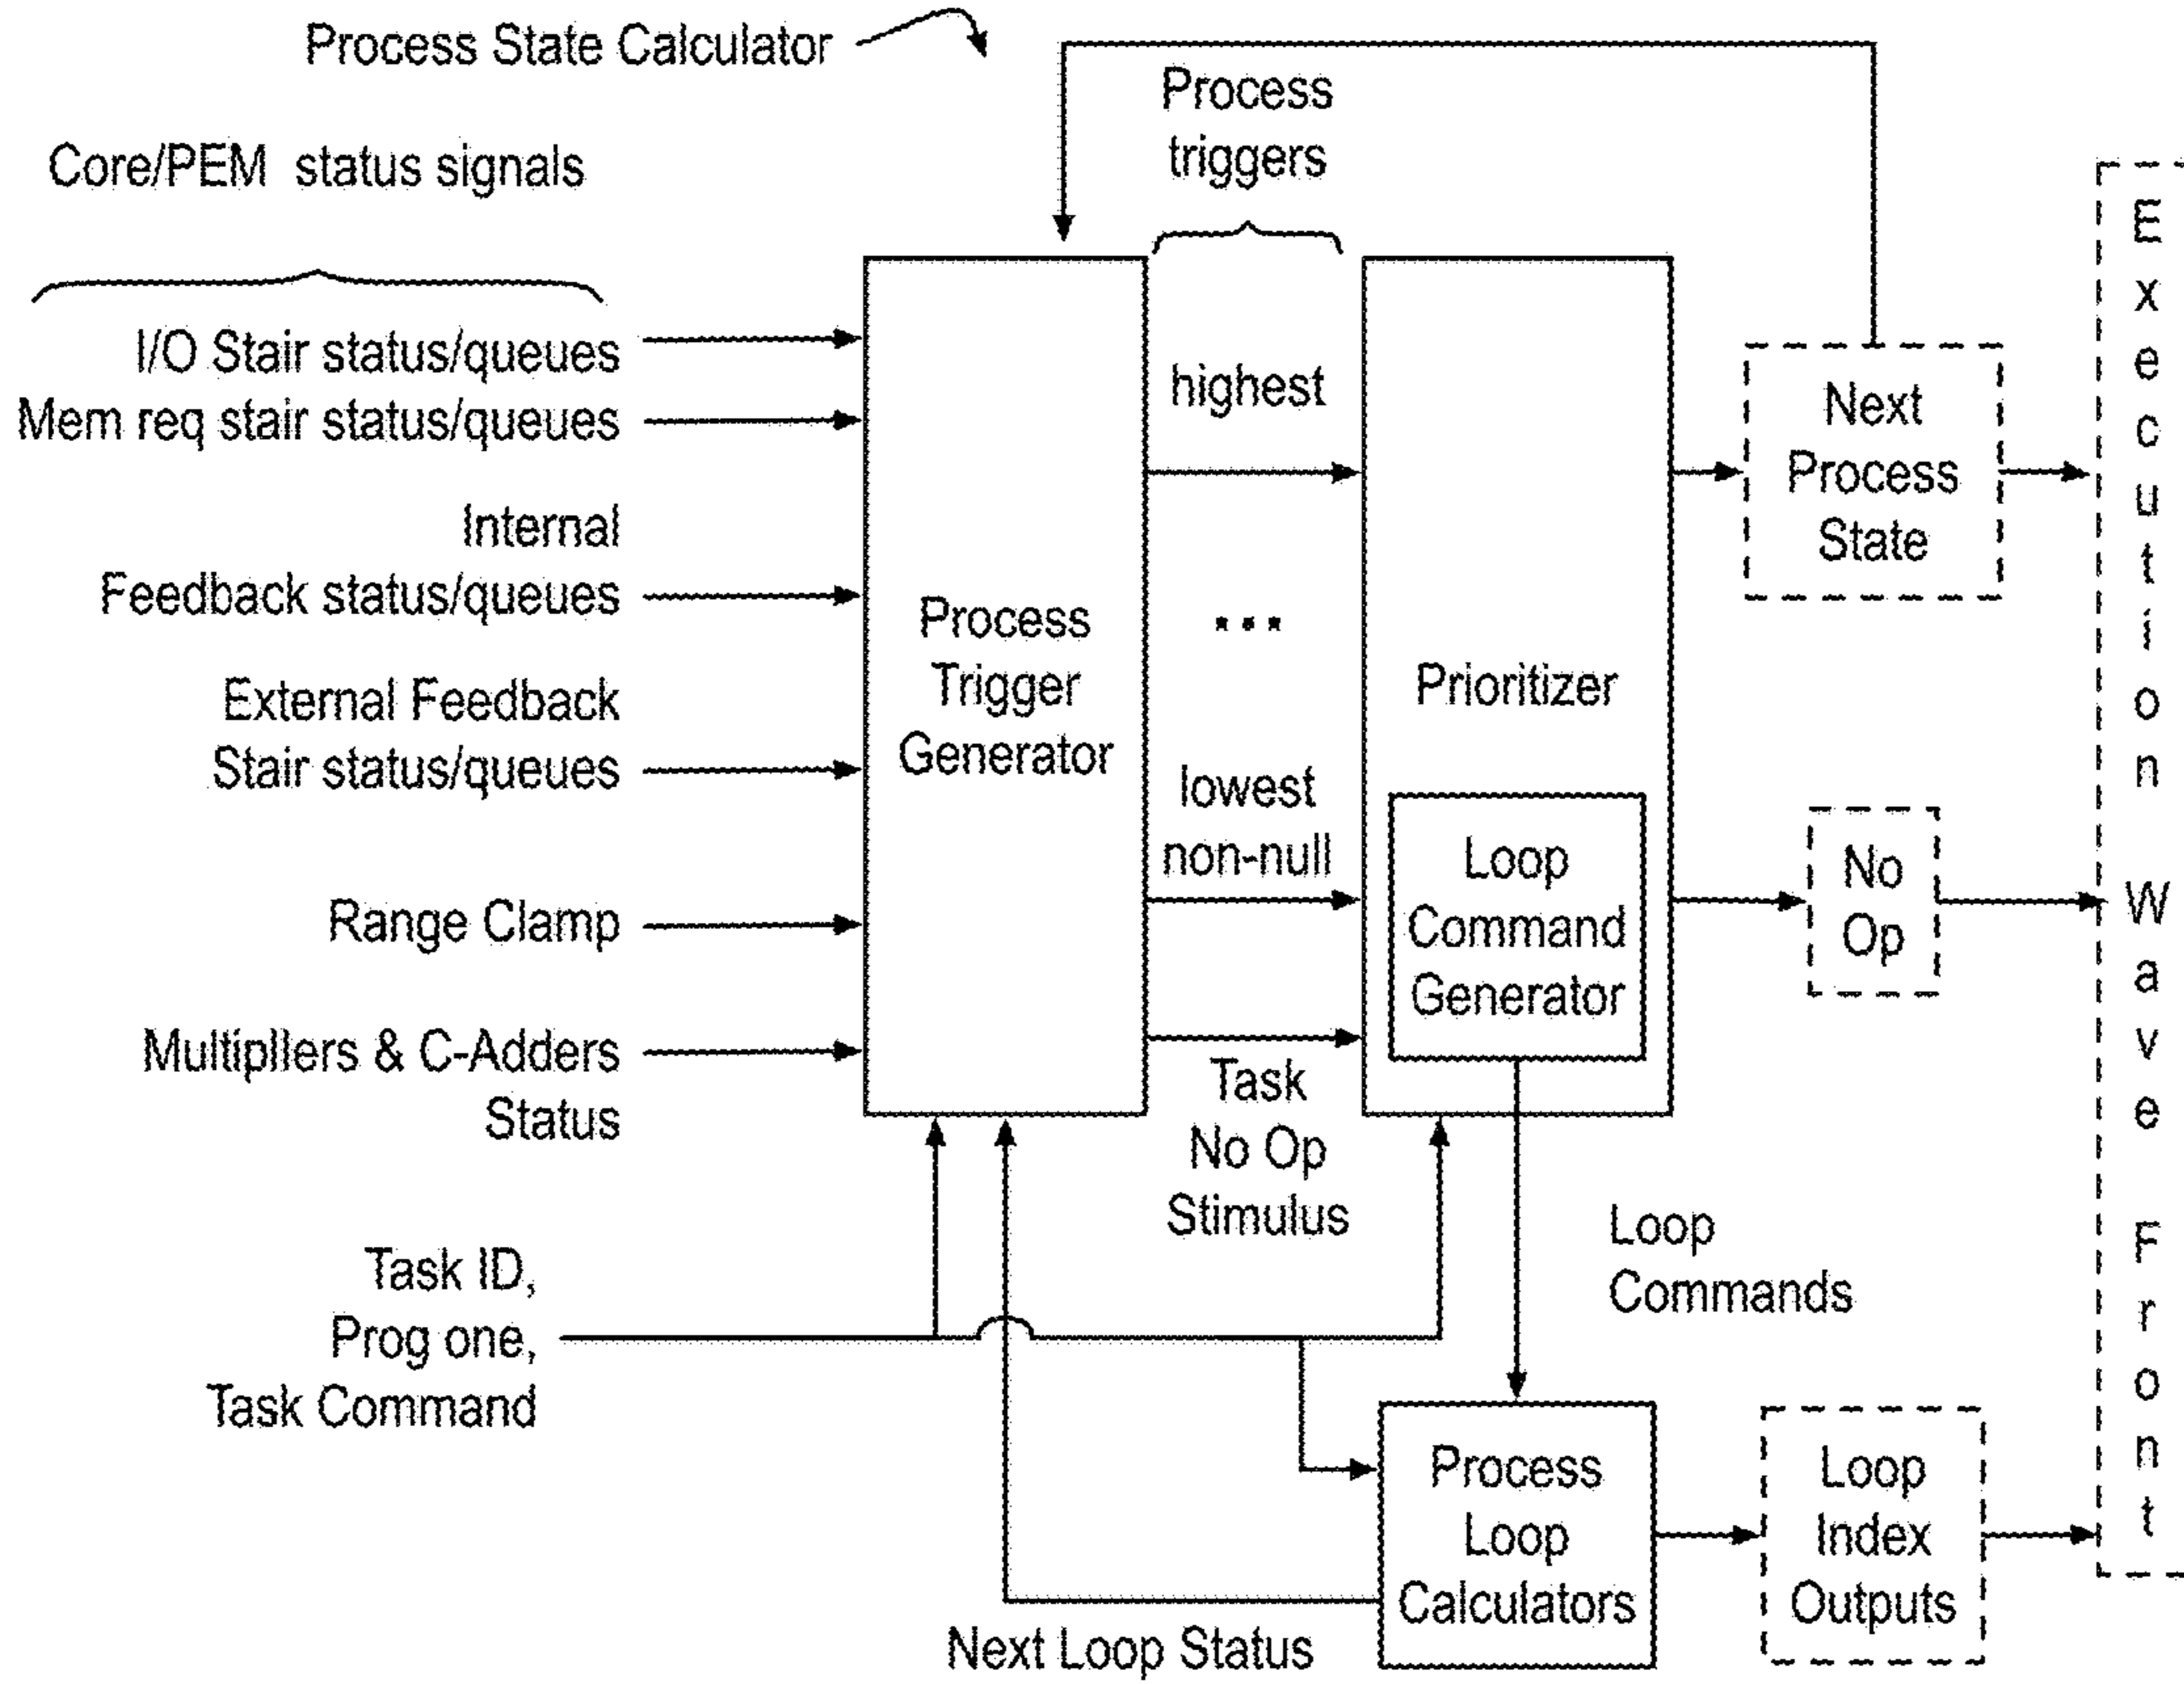 Process State Calculator
Core/PEM status signals
Process
triggers
I/O Stair status/queues
Mem req stair status/queues
Internal
Feedback status/queues
External Feedback
Stair status/queues
Range Clamp
Multipliers & C-Adders
Status
Task ID,
Prog one,
Task Command
Process
Trigger
Generator
highest
...
lowest
non-null
Task
No Op
Stimulus
Prioritizer
Loop
Command
Generator
Loop
Commands
Next
Process
State
No
Op
Process
Loop
Calculators
Next Loop Status
Loop
Index
Outputs
Execution Wave Front